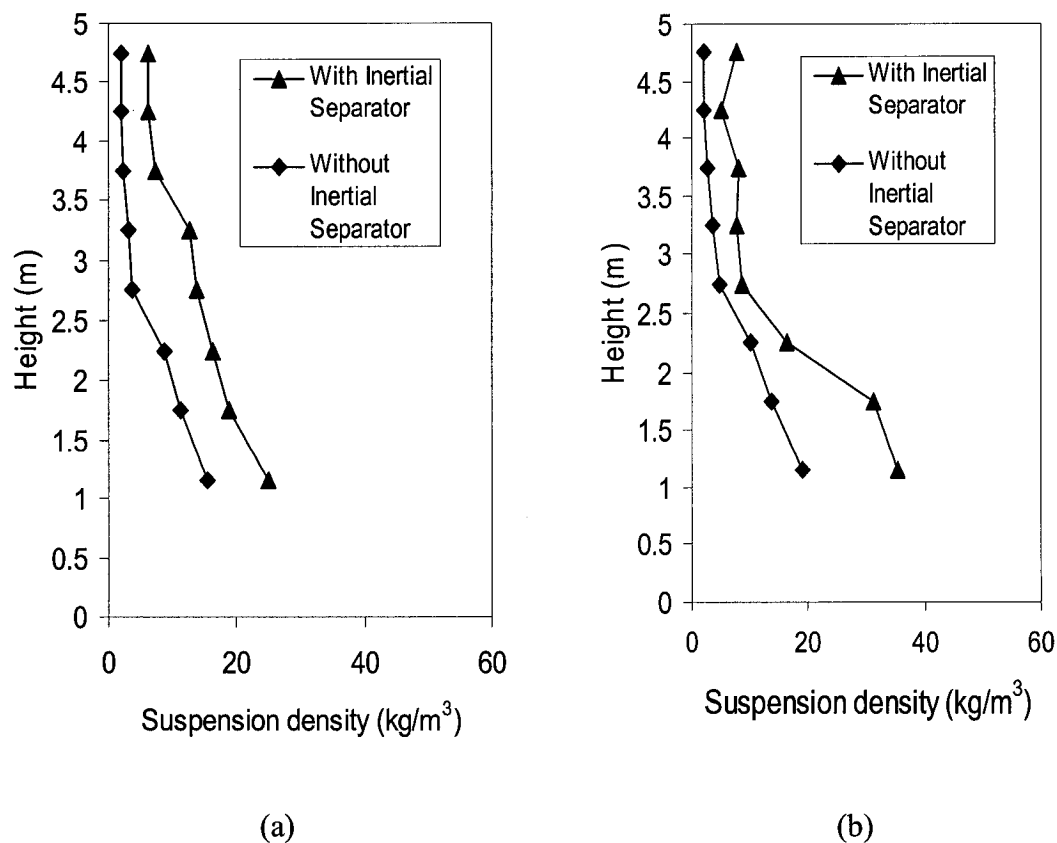 5
4.5
4
3.5
3
2.5
2
1.5
1
0.5
0
Height (m)
With Inertial
Separator
Without
Inertial
Separator
0
20
40
60
Suspension density (kg/m³)
(a)
5
4.5
4
3.5
3
2.5
2
1.5
1
0.5
0
Height (m)
With Inertial
Separator
Without
Inertial
Separator
0
20
40
60
Suspension density (kg/m³)
(b)